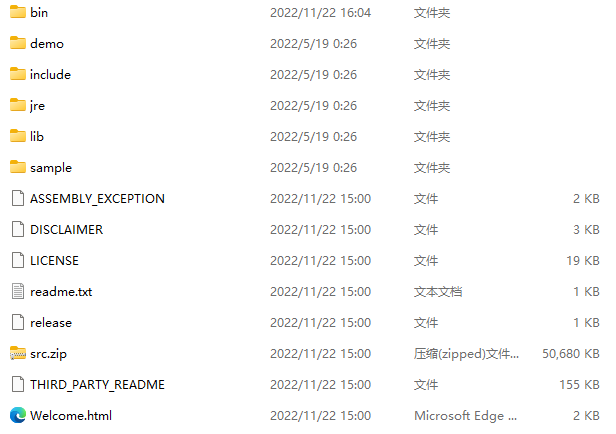 bin 2022/11/22 16:04 文件夹
demo 2022/5/19 0:26 文件夹
include 2022/5/19 0:26 文件夹
jre 2022/5/19 0:26 文件夹
lib 2022/5/19 0:26 文件夹
sample 2022/5/19 0:26 文件夹
ASSEMBLY_EXCEPTION 2022/11/22 15:00 文件 2 KB
DISCLAIMER 2022/11/22 15:00 文件 3 KB
LICENSE 2022/11/22 15:00 文件 19 KB
readme.txt 2022/11/22 15:00 文本文档 1 KB
release 2022/11/22 15:00 文件 1 KB
src.zip 2022/11/22 15:00 压缩(zipped)文件... 50,680 KB
THIRD_PARTY_README 2022/11/22 15:00 文件 155 KB
Welcome.html 2022/11/22 15:00 Microsoft Edge ... 2 KB